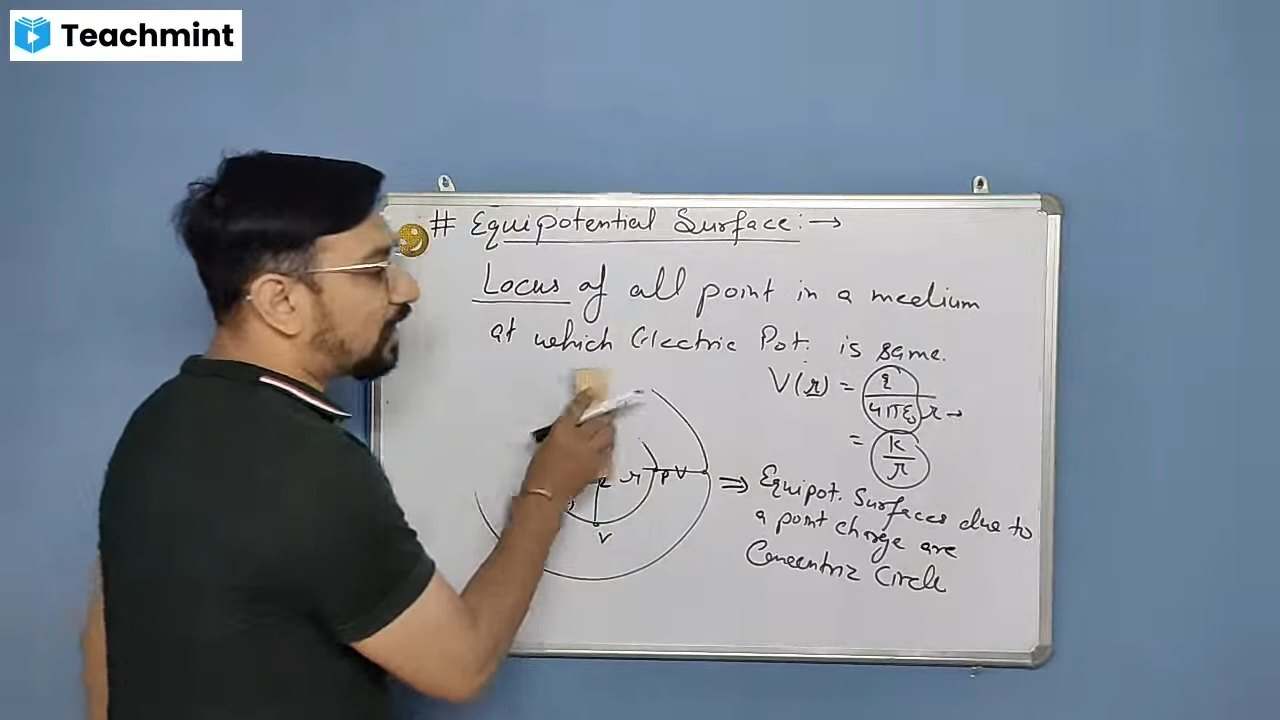 Teachmint
# Equipotential Surface :→
Locus of all point in a medium
at which Electric Pot. is same.
V(r) = q / 4πε₀ r →
= K / r
r P V
V
⇒ Equipot. Surfaces due to
a point charge are
Concentric Circle